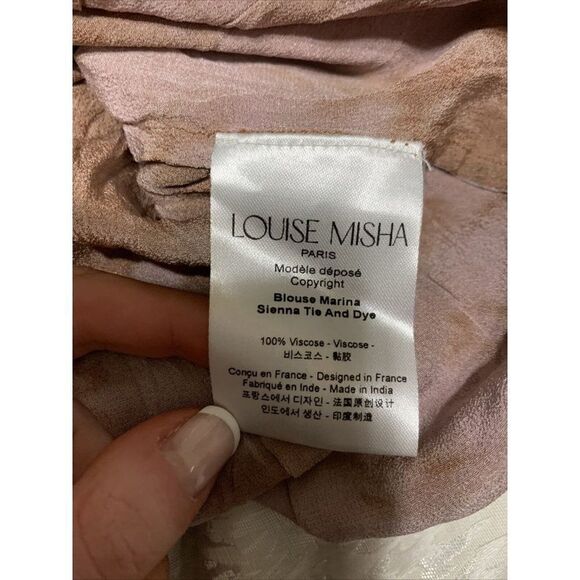 LOUISE MISHA
PARIS
Modèle déposé
Copyright
Blouse Marina
Sienna Tie And Dye
100% Viscose - Viscose -
비스코스 - 黏胶
Conçu en France - Designed in France
Fabriqué en Inde - Made in India
프랑스에서 디자인 - 法国原创设计
인도에서 생산 - 印度制造